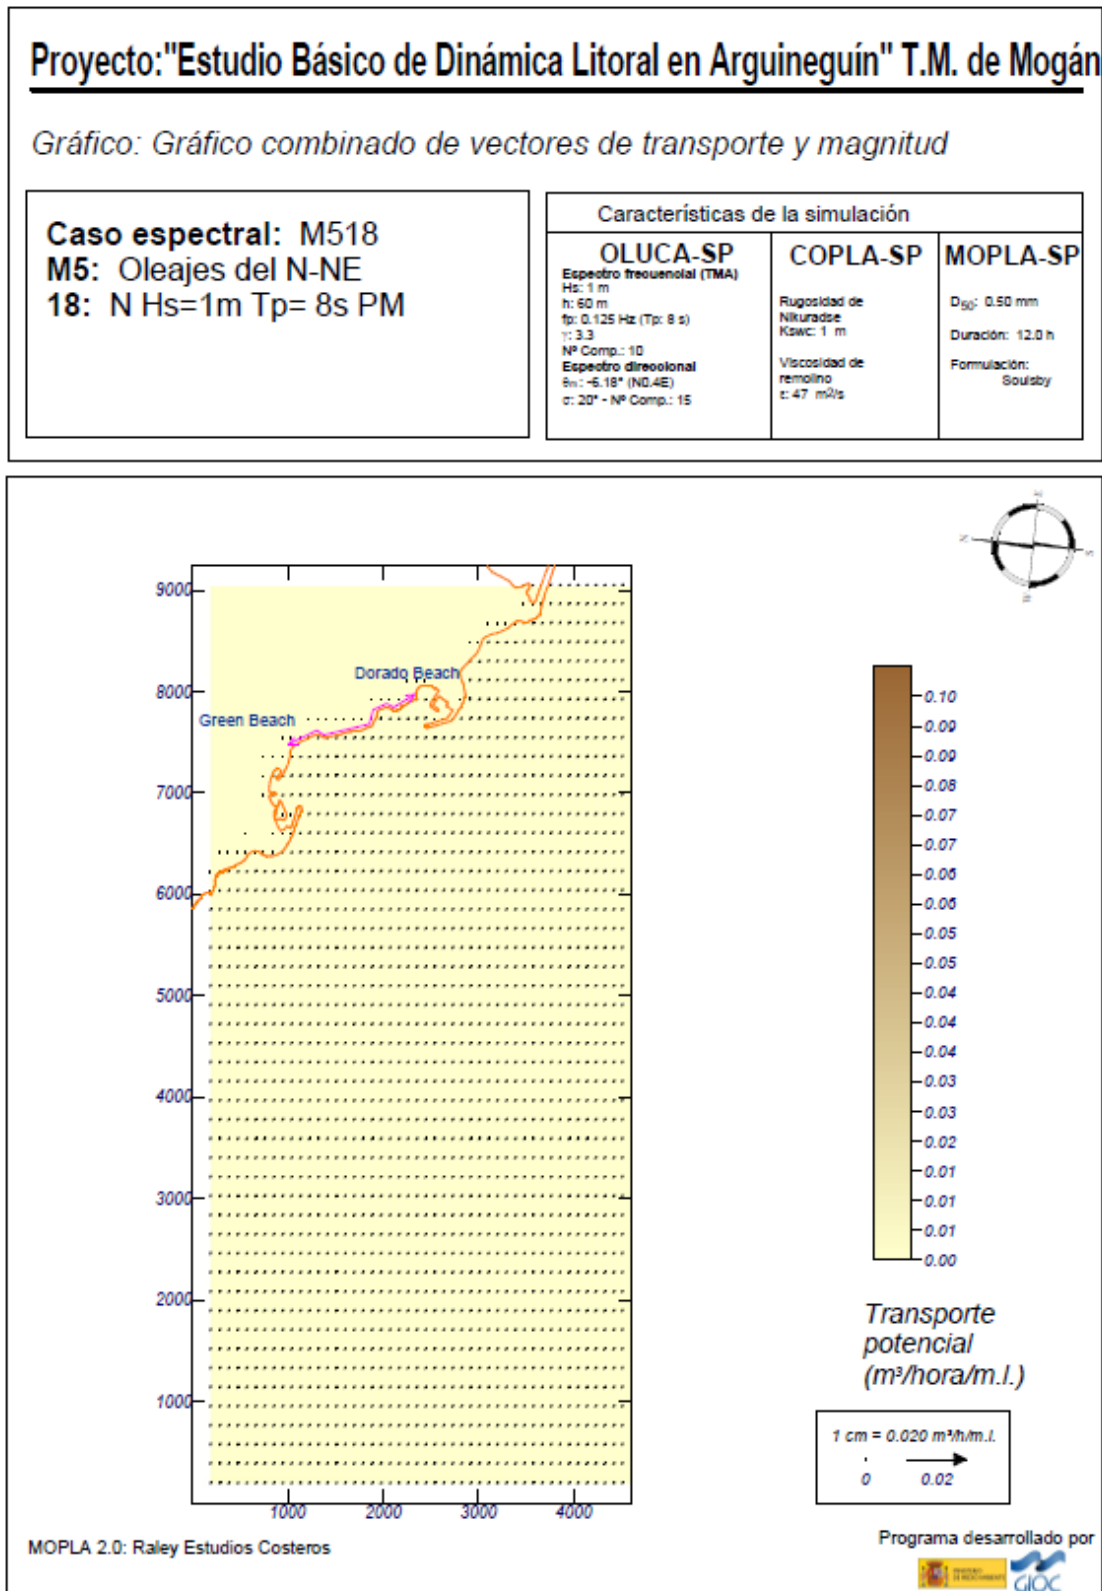 Proyecto:"Estudio Básico de Dinámica Litoral en Arguineguín" T.M. de Mogán
Gráfico: Gráfico combinado de vectores de transporte y magnitud
Caso espectral: M518
M5: Oleajes del N-NE
18: N Hs=1m Tp= 8s PM
Características de la simulación
OLUCA-SP
Espectro frecuencial (TMA)
Hs: 1 m
h: 60 m
fp: 0.125 Hz (Tp: 8 s)
γ: 3.3
Nº Comp.: 10
Espectro direccional
θm: -6.18° (N0.4E)
σ: 20° - Nº Comp.: 15
COPLA-SP
Rugosidad de
Nikuradse
Kswc: 1 m
Viscosidad de
remolino
ε: 47 m²/s
MOPLA-SP
D50: 0.50 mm
Duración: 12.0 h
Formulación:
Soulsby
N
E
S
W
9000
8000
7000
6000
5000
4000
3000
2000
1000
1000 2000 3000 4000
Dorado Beach
Green Beach
0.10
0.09
0.09
0.08
0.07
0.06
0.06
0.05
0.05
0.04
0.04
0.04
0.03
0.03
0.02
0.01
0.01
0.01
0.00
Transporte
potencial
(m³/hora/m.l.)
1 cm = 0.020 m³/h/m.l.
0 0.02
MOPLA 2.0: Raley Estudios Costeros
Programa desarrollado por
GIOC